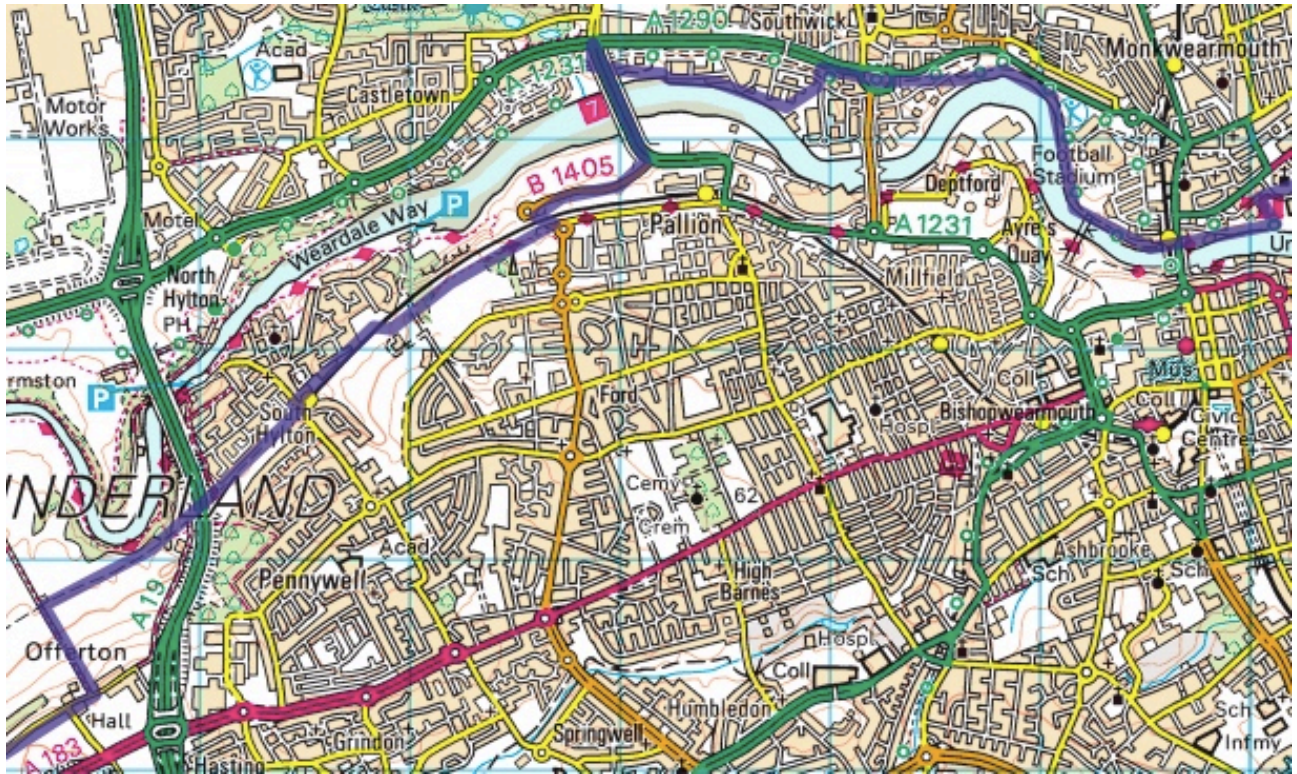 A 1290
Southwick
Acad
Monkwearmouth
A 1231
Castletown
Motor
Works
7
Football
Stadium
B 1405
Deptford
P
Motel
Weardale Way
Pallion
A 1231
Ayre's
Quay
North
Hylton
PH
Millfield
P
Mus
Ford
Coll
Coll
South
Hylton
Bishopwearmouth
Hospl
Civic
Centre
NDERLAND
Cemy
62
Crem
Acad
Ashbrooke
Sch
Sch
Pennywell
High
Barnes
A 19
Offerton
Hospl
Coll
Hall
Humbledon
Sch
Springwell
Grindon
Infmy
A 183
Hasting